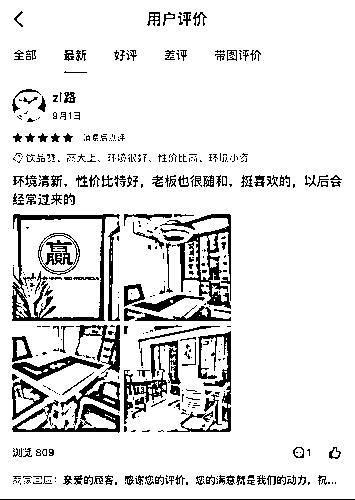 用户评价
全部 最新 好评 差评 带图评价
zl路
9月1日
消费后点评
饮品赞、高大上、环境很好、性价比高、环境小资
环境清新，性价比特好，老板也很随和，挺喜欢的，以后会
经常过来的
赢
浏览 809
1
商家回应：亲爱的顾客，感谢您的评价，您的满意就是我们的动力，祝...